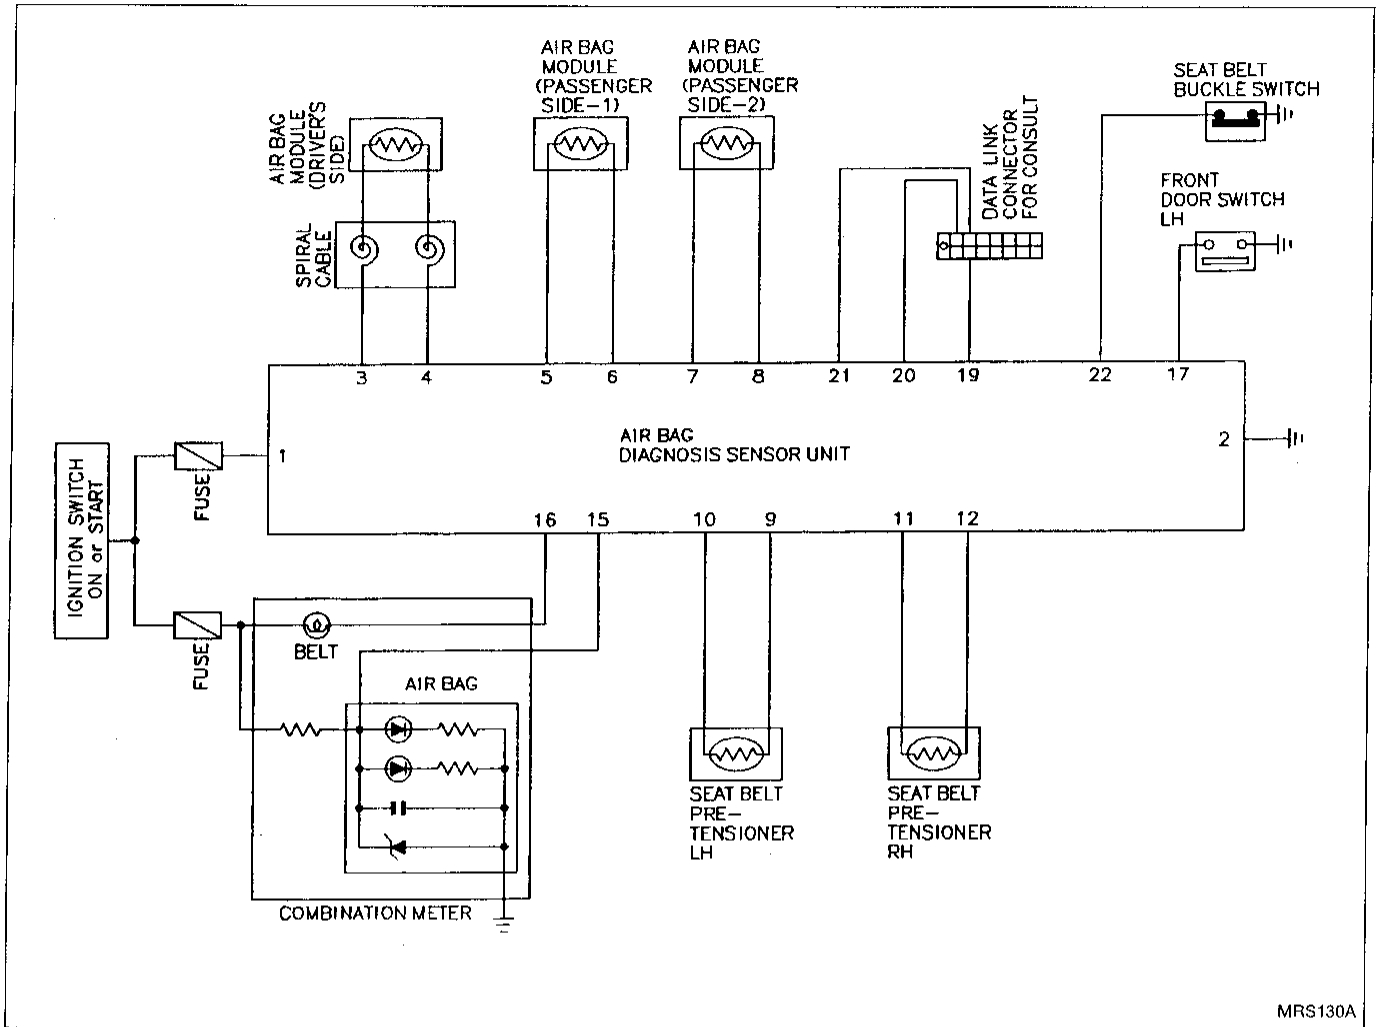 AIR BAG
MODULE
(DRIVER'S
SIDE)
AIR BAG
MODULE
(PASSENGER
SIDE-1)
AIR BAG
MODULE
(PASSENGER
SIDE-2)
DATA LINK
CONNECTOR
FOR CONSULT
SEAT BELT
BUCKLE SWITCH
FRONT
DOOR SWITCH
LH
SPIRAL
CABLE
3 4 5 6 7 8 21 20 19 22 17
1
AIR BAG
DIAGNOSIS SENSOR UNIT
2
16 15 10 9 11 12
IGNITION SWITCH
ON or START
FUSE
FUSE
BELT
AIR BAG
COMBINATION METER
SEAT BELT
PRE-
TENSIONER
LH
SEAT BELT
PRE-
TENSIONER
RH
MRS130A